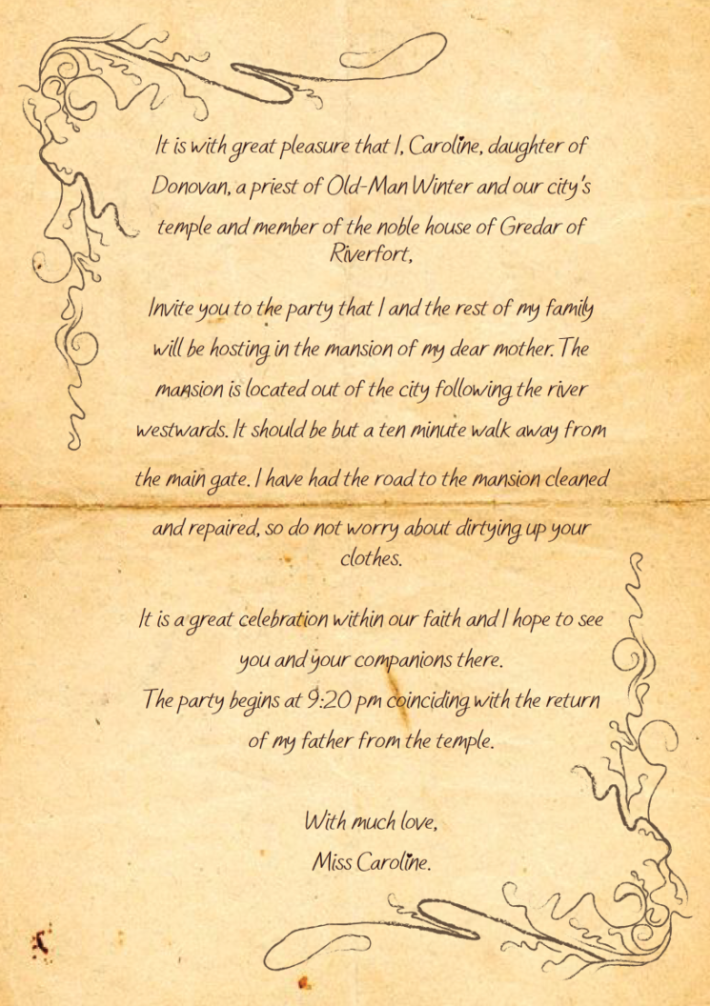 It is with great pleasure that I, Caroline, daughter of
Donovan, a priest of Old-Man Winter and our city's
temple and member of the noble house of Gredar of
Riverfort,
Invite you to the party that I and the rest of my family
will be hosting in the mansion of my dear mother. The
mansion is located out of the city following the river
westwards. It should be but a ten minute walk away from
the main gate. I have had the road to the mansion cleaned
and repaired, so do not worry about dirtying up your
clothes.
It is a great celebration within our faith and I hope to see
you and your companions there.
The party begins at 9:20 pm coinciding with the return
of my father from the temple.
With much love,
Miss Caroline.